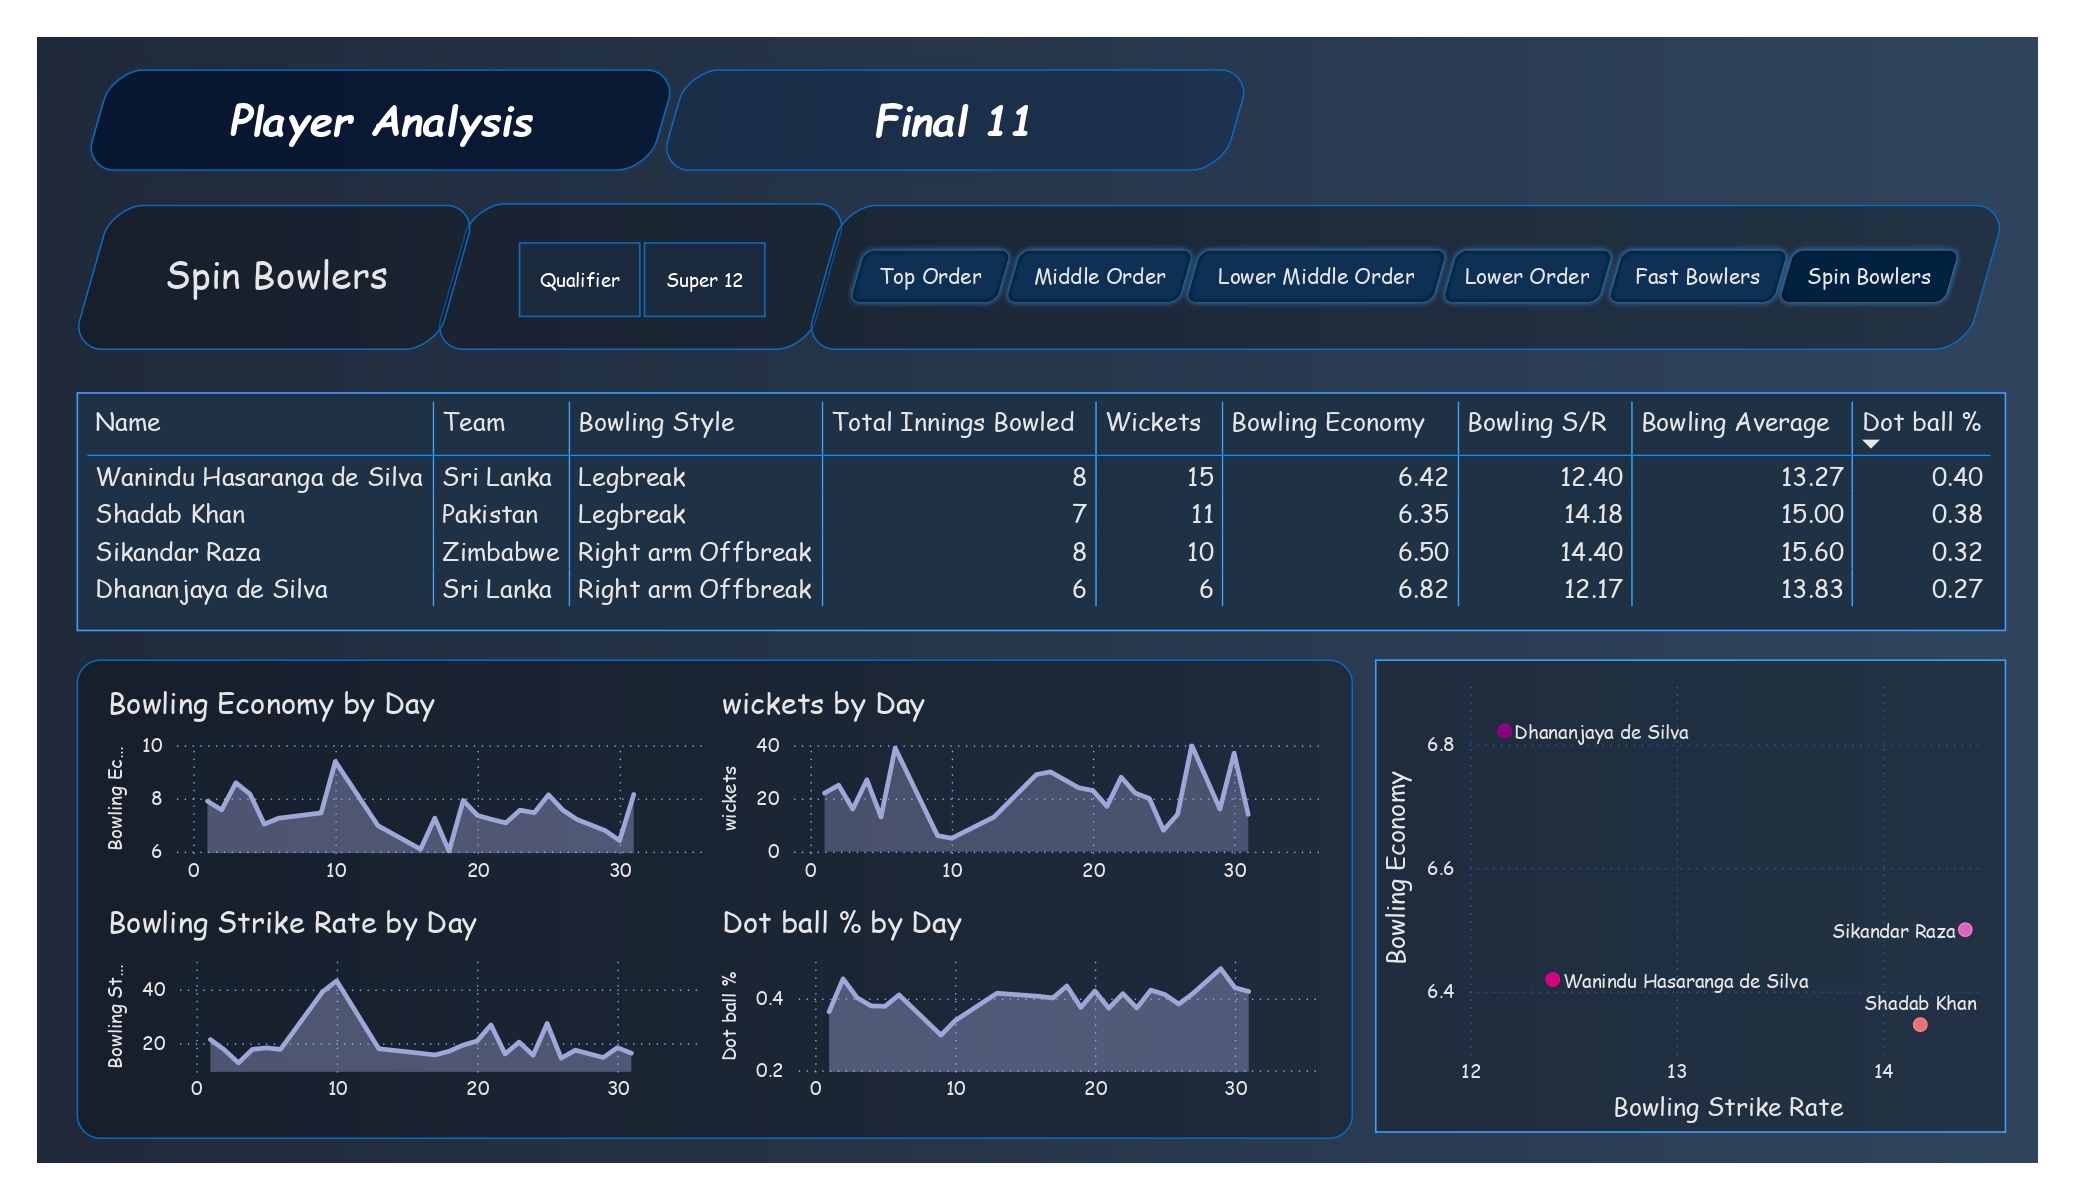 Player Analysis
Final 11
Spin Bowlers
Qualifier
Super 12
Top Order
Middle Order
Lower Middle Order
Lower Order
Fast Bowlers
Spin Bowlers
Name Team Bowling Style Total Innings Bowled Wickets Bowling Economy Bowling S/R Bowling Average Dot ball %
Wanindu Hasaranga de Silva Sri Lanka Legbreak 8 15 6.42 12.40 13.27 0.40
Shadab Khan Pakistan Legbreak 7 11 6.35 14.18 15.00 0.38
Sikandar Raza Zimbabwe Right arm Offbreak 8 10 6.50 14.40 15.60 0.32
Dhananjaya de Silva Sri Lanka Right arm Offbreak 6 6 6.82 12.17 13.83 0.27
Bowling Economy by Day
Bowling Ec...
10
8
6
0 10 20 30
wickets by Day
wickets
40
20
0
0 10 20 30
Bowling Strike Rate by Day
Bowling St...
40
20
0 10 20 30
Dot ball % by Day
Dot ball %
0.4
0.2
0 10 20 30
Bowling Economy
6.8
6.6
6.4
Dhananjaya de Silva
Sikandar Raza
Wanindu Hasaranga de Silva
Shadab Khan
12 13 14
Bowling Strike Rate